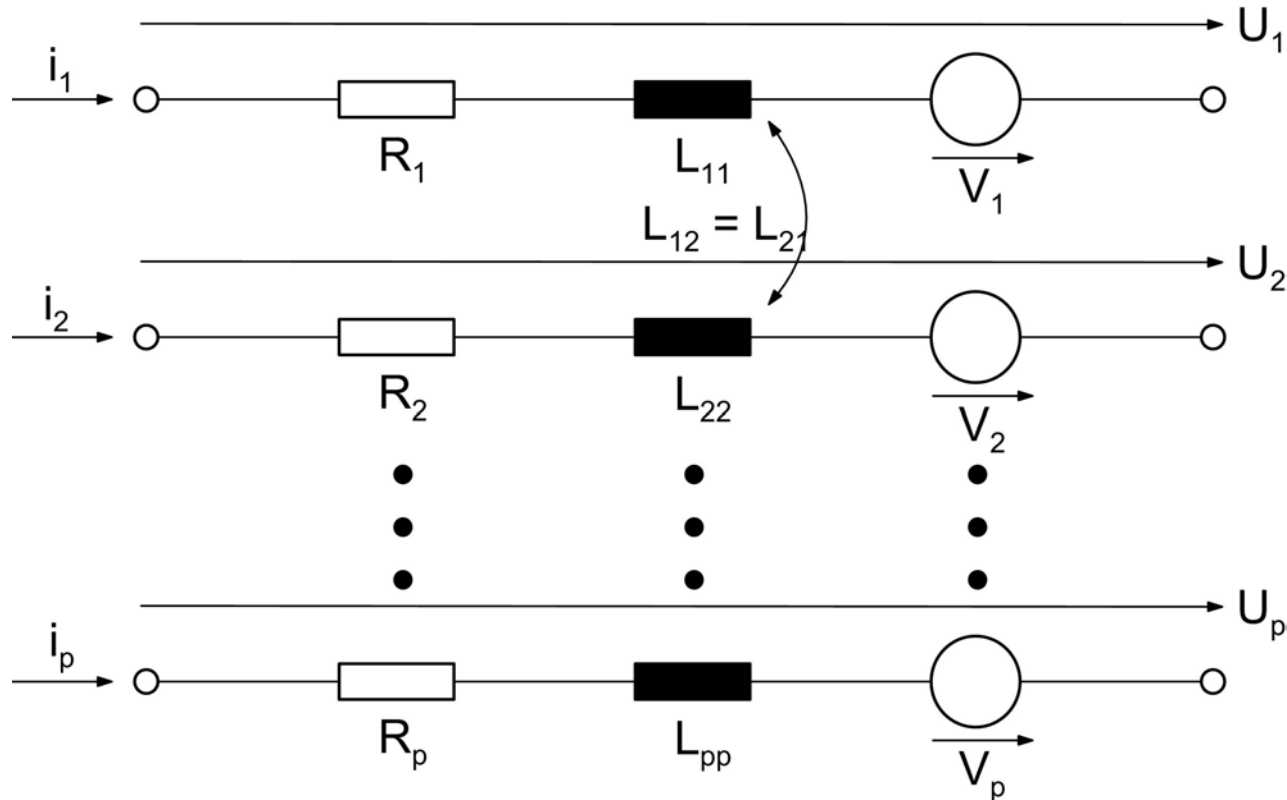 U₁
i₁
R₁ L₁₁ V₁
L₁₂ = L₂₁
U₂
i₂
R₂ L₂₂ V₂
Uₚ
iₚ
Rₚ Lₚₚ Vₚ